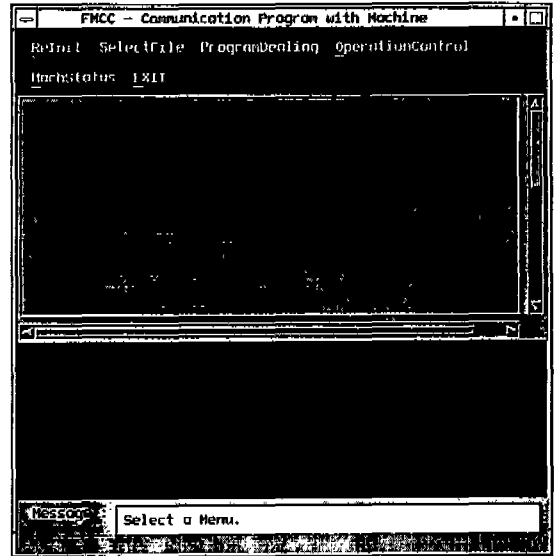 FMCC - Communication Program with Machine
ReInit SelectFile ProgramDealing OperationControl
MachStatus EXIT
Message
Select a Menu.